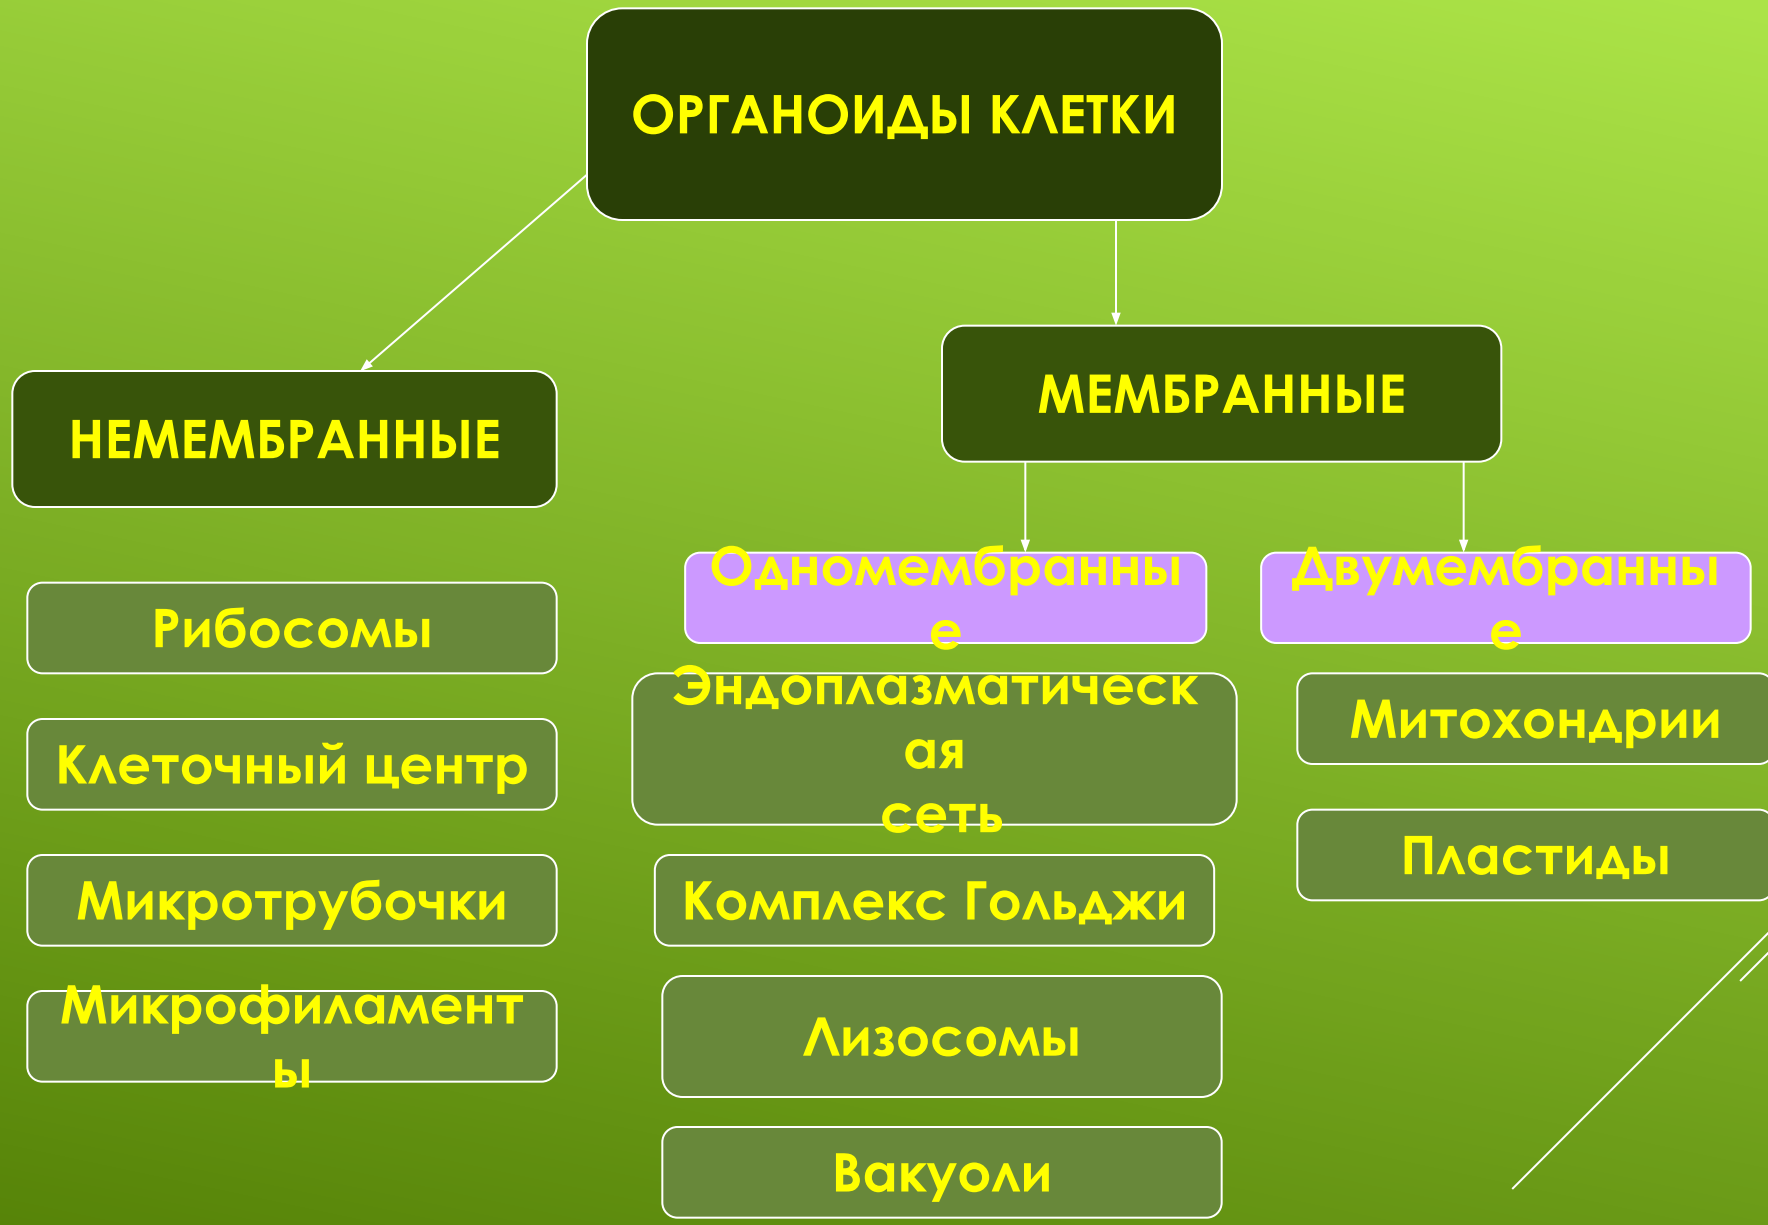 ОРГАНОИДЫ КЛЕТКИ
НЕМЕМБРАННЫЕ
Рибосомы
Клеточный центр
Микротрубочки
Микрофиламент
ы
МЕМБРАННЫЕ
Одномембранны
е
Эндоплазматическ
ая
сеть
Комплекс Гольджи
Лизосомы
Вакуоли
Двумембранны
е
Митохондрии
Пластиды